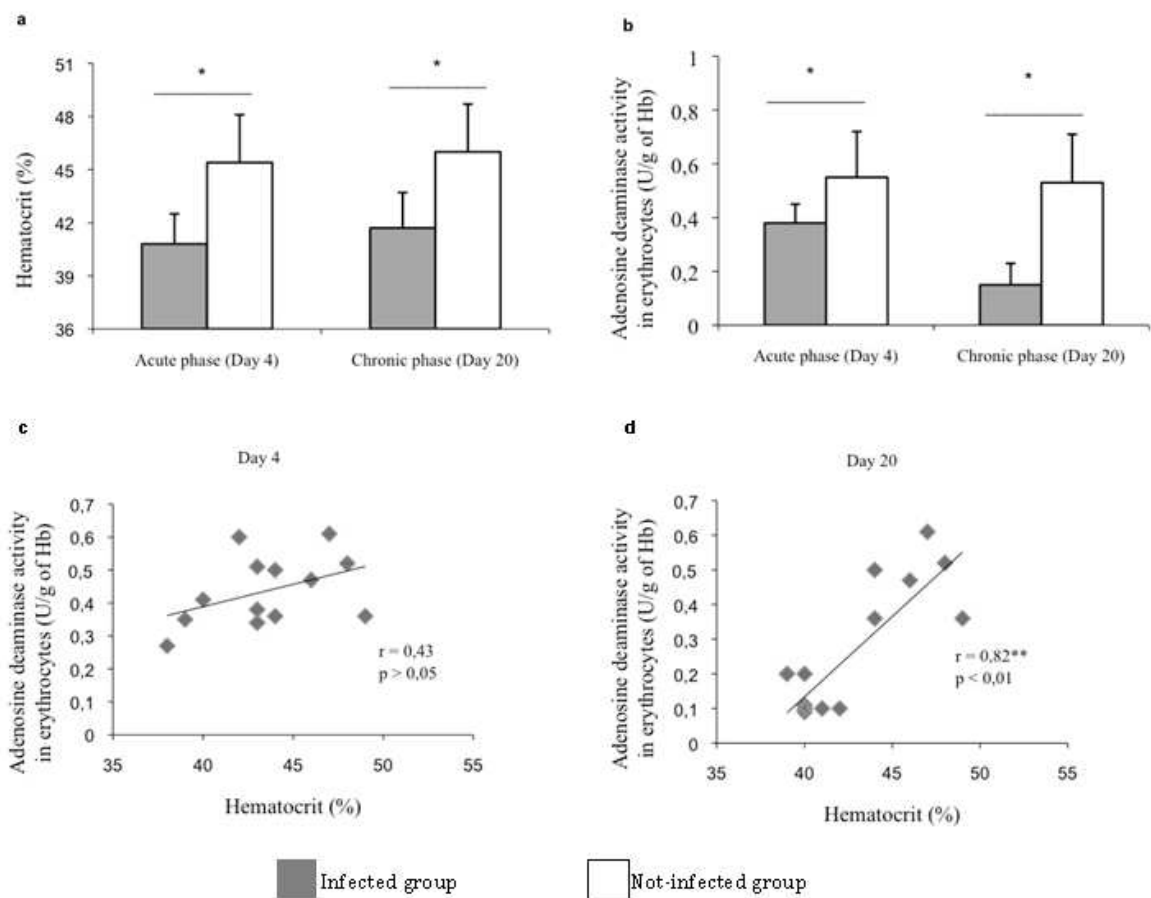 a
Hematocrit (%)
51
48
45
42
39
36
*
*
Acute phase (Day 4)
Chronic phase (Day 20)
b
Adenosine deaminase activity
in erythrocytes (U/g of Hb)
1
0,8
0,6
0,4
0,2
0
*
*
Acute phase (Day 4)
Chronic phase (Day 20)
c
Day 4
Adenosine deaminase activity
in erythrocytes (U/g of Hb)
0,7
0,6
0,5
0,4
0,3
0,2
0,1
0
r = 0,43
p > 0,05
35
40
45
50
55
Hematocrit (%)
d
Day 20
Adenosine deaminase activity
in erythrocytes (U/g of Hb)
0,7
0,6
0,5
0,4
0,3
0,2
0,1
0
r = 0,82**
p < 0,01
35
40
45
50
55
Hematocrit (%)
Infected group
Not-infected group